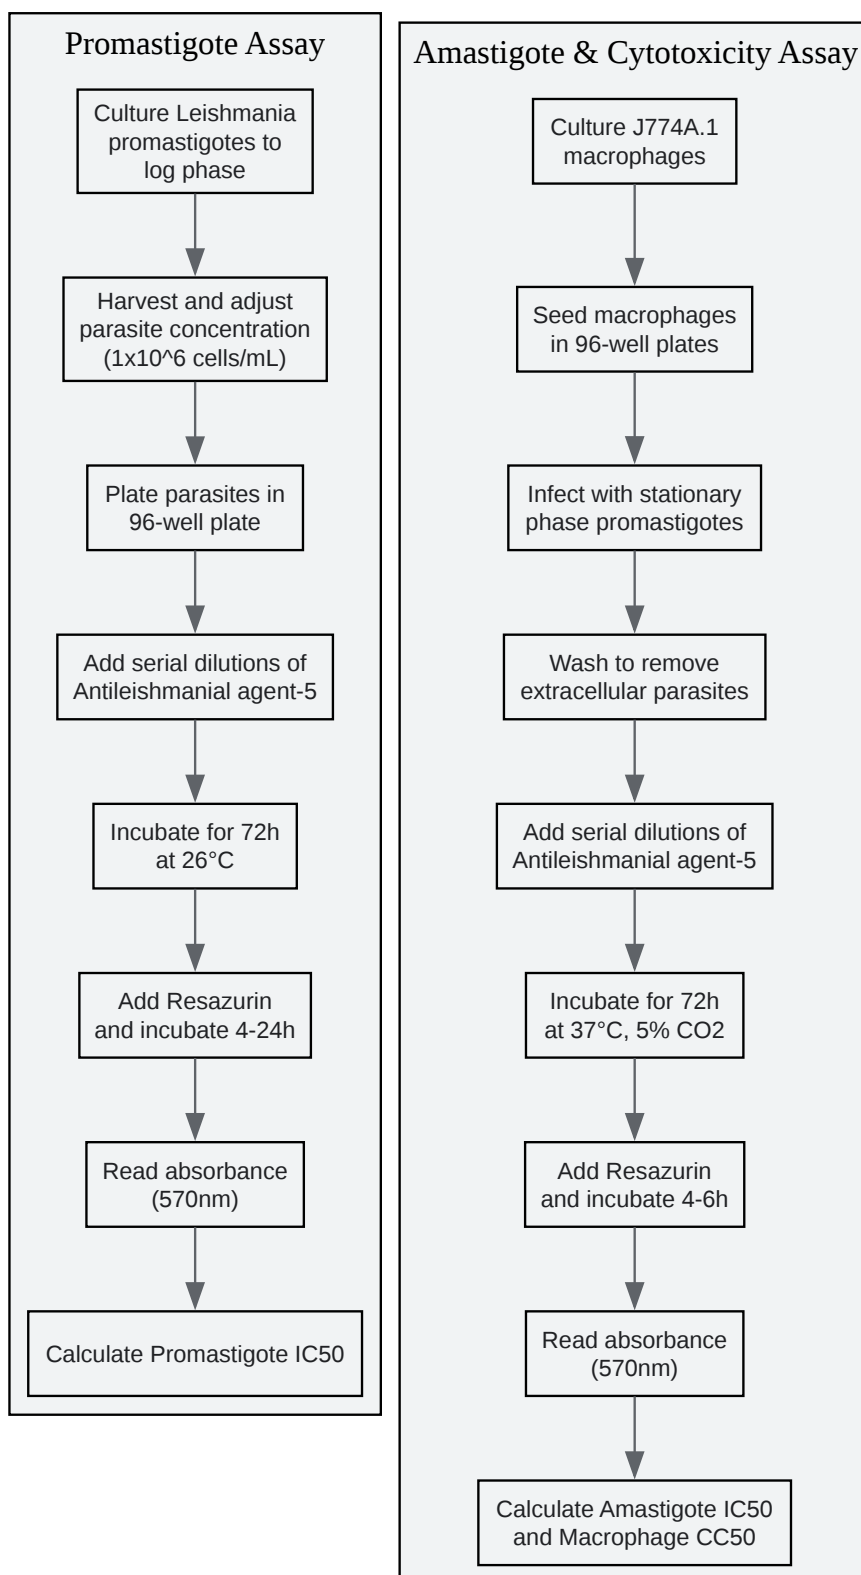 Promastigote Assay
Culture Leishmania
promastigotes to
log phase
Harvest and adjust
parasite concentration
(1x10^6 cells/mL)
Plate parasites in
96-well plate
Add serial dilutions of
Antileishmanial agent-5
Incubate for 72h
at 26°C
Add Resazurin
and incubate 4-24h
Read absorbance
(570nm)
Calculate Promastigote IC50
Amastigote & Cytotoxicity Assay
Culture J774A.1
macrophages
Seed macrophages
in 96-well plates
Infect with stationary
phase promastigotes
Wash to remove
extracellular parasites
Add serial dilutions of
Antileishmanial agent-5
Incubate for 72h
at 37°C, 5% CO2
Add Resazurin
and incubate 4-6h
Read absorbance
(570nm)
Calculate Amastigote IC50
and Macrophage CC50